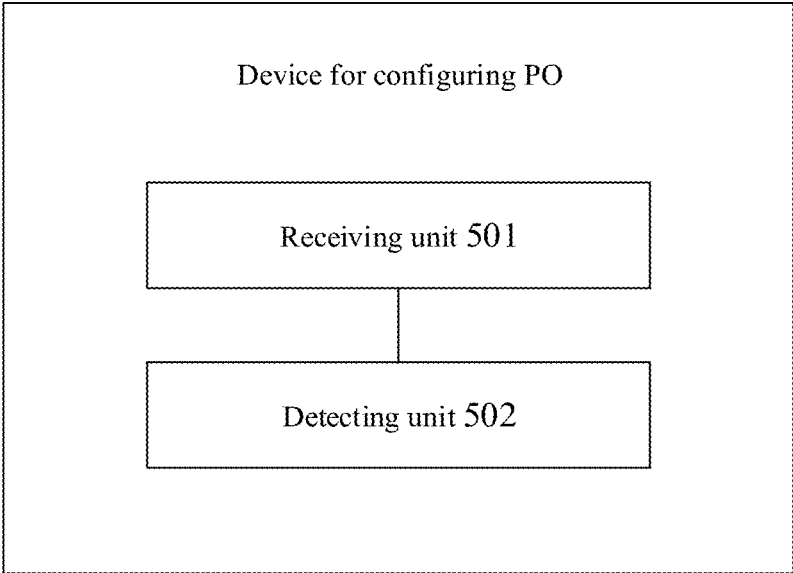 Device for configuring PO
Receiving unit 501
Detecting unit 502